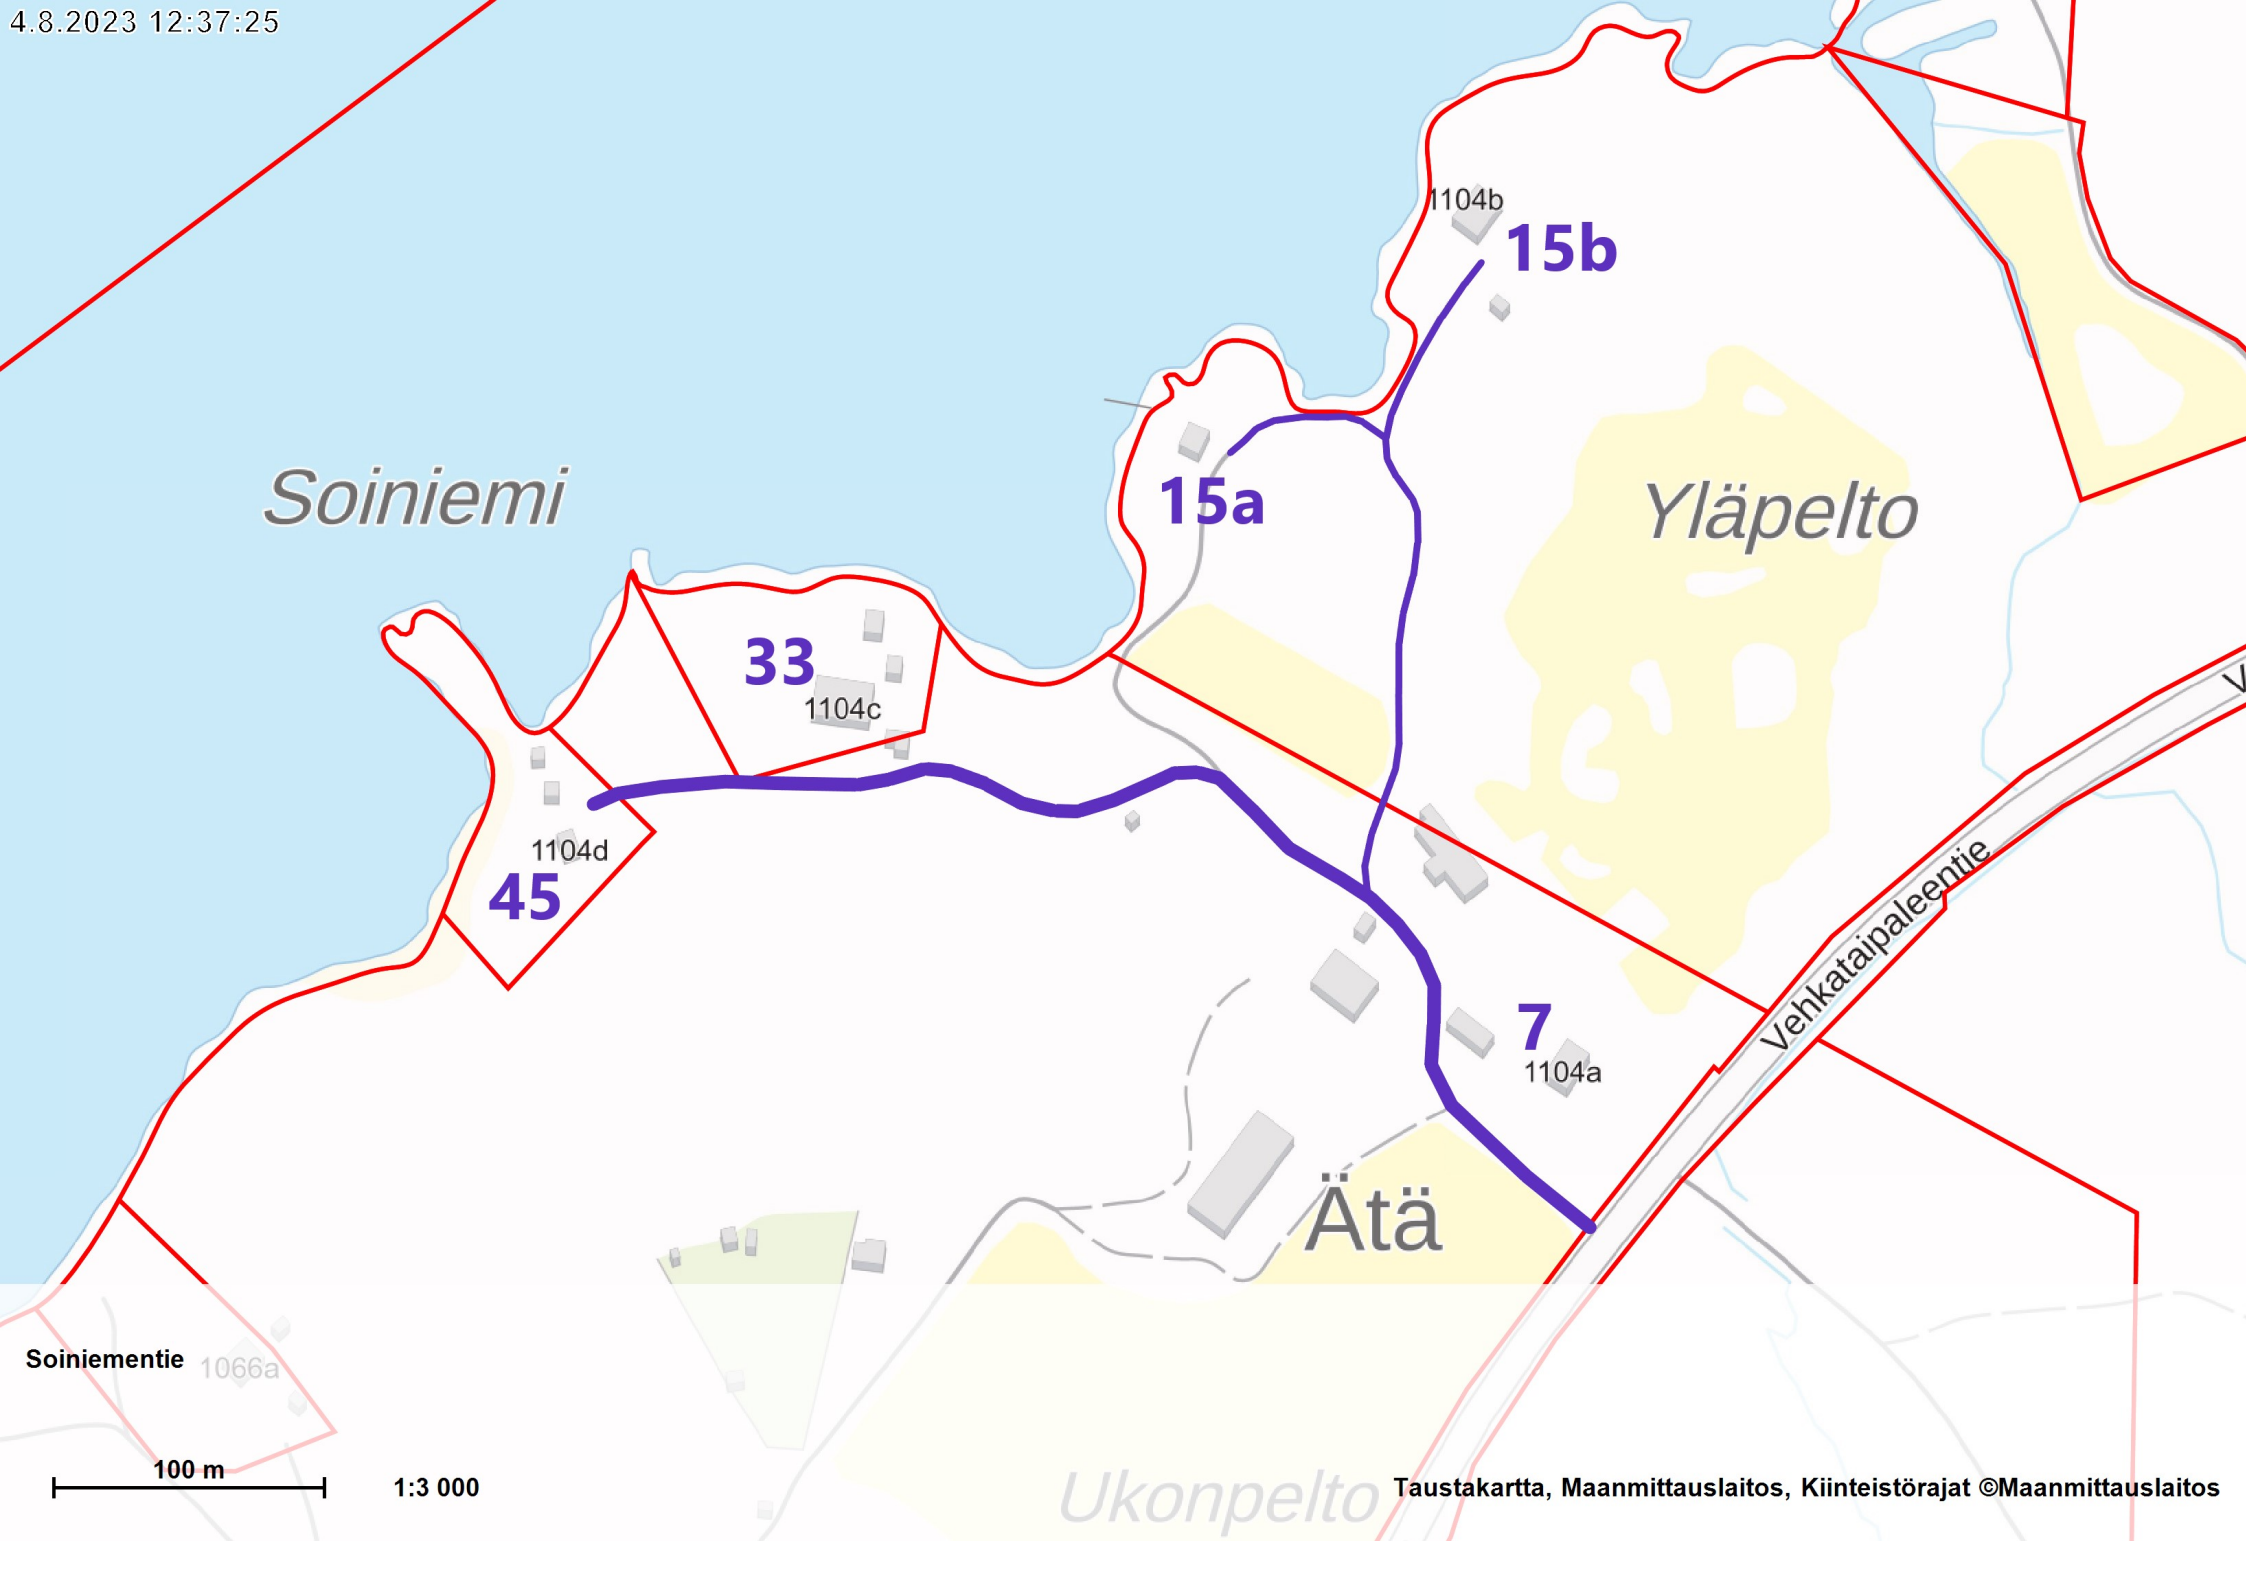 4.8.2023 12:37:25
1104b
15b
Soiniemi
15a
Yläpelto
33
1104c
1104d
45
Vehkataipaleentie
7
1104a
Ätä
Soiniementie
1066a
100 m
1:3 000
Ukonpelto
Taustakartta, Maanmittauslaitos, Kiinteistörajat ©Maanmittauslaitos